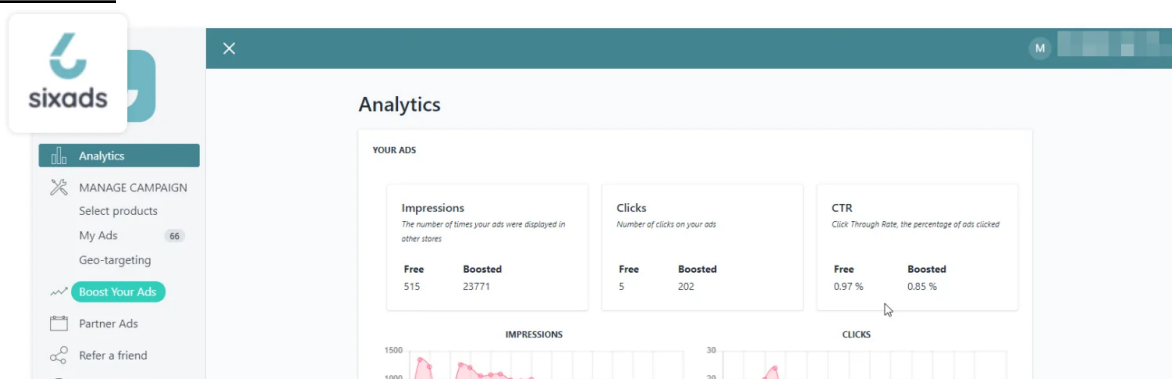 sixads
M
Analytics
MANAGE CAMPAIGN
Select products
My Ads 66
Geo-targeting
Boost Your Ads
Partner Ads
Refer a friend
Analytics
YOUR ADS
Impressions
The number of times your ads were displayed in
other stores
Free Boosted
515 23771
Clicks
Number of clicks on your ads
Free Boosted
5 202
CTR
Click Through Rate, the percentage of ads clicked
Free Boosted
0.97 % 0.85 %
IMPRESSIONS
1500
1000
CLICKS
30
20